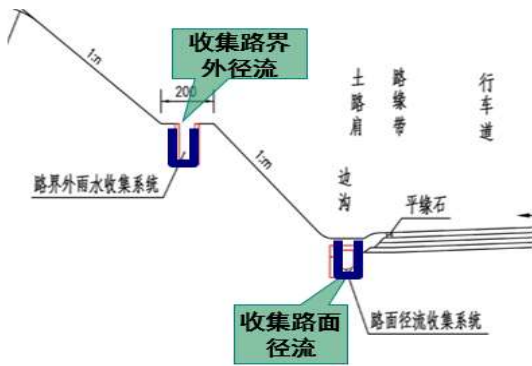 收集路界
外径流
200
1:m
1:m
土路肩
路缘带
行车道
边沟
路界外雨水收集系统
平缘石
收集路面
径流
路面径流收集系统